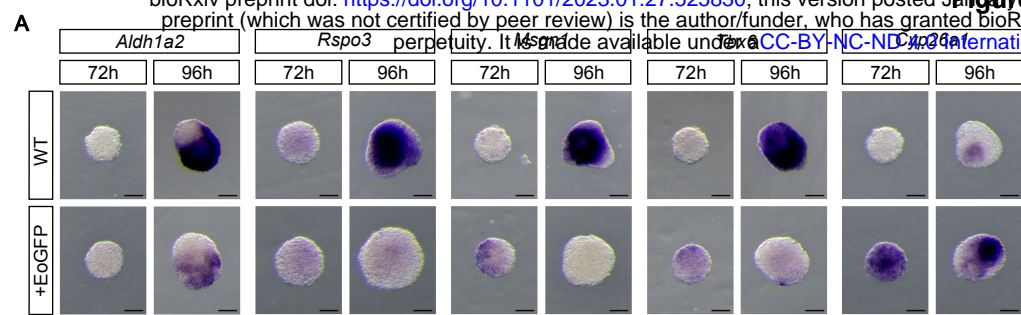 bioRxiv preprint doi: https://doi.org/10.1101/2023.01.27.525830; this version posted
preprint (which was not certified by peer review) is the author/funder, who has granted bioR
perpetuity. It is made available under a CC-BY-NC-ND 4.0 Internati
A
Aldh1a2 Rspo3 Msgn1 Cyp26a1
72h 96h 72h 96h 72h 96h 72h 96h 72h 96h
WT
+EoGFP